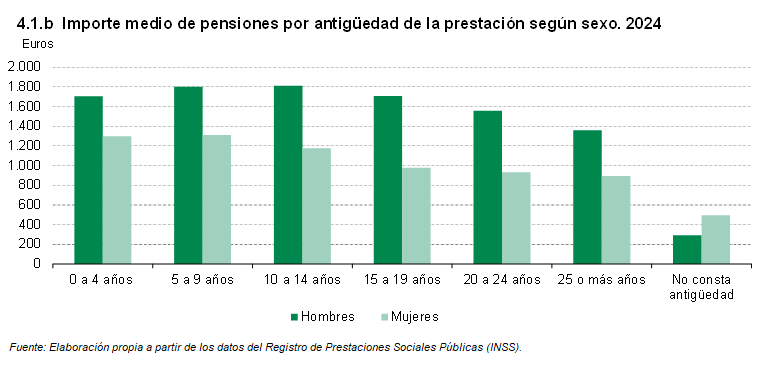 4.1.b Importe medio de pensiones por antigüedad de la prestación según sexo. 2024
Euros
2.000
1.800
1.600
1.400
1.200
1.000
800
600
400
200
0
0 a 4 años
5 a 9 años
10 a 14 años
15 a 19 años
20 a 24 años
25 o más años
No consta
antigüedad
Hombres
Mujeres
Fuente: Elaboración propia a partir de los datos del Registro de Prestaciones Sociales Públicas (INSS).